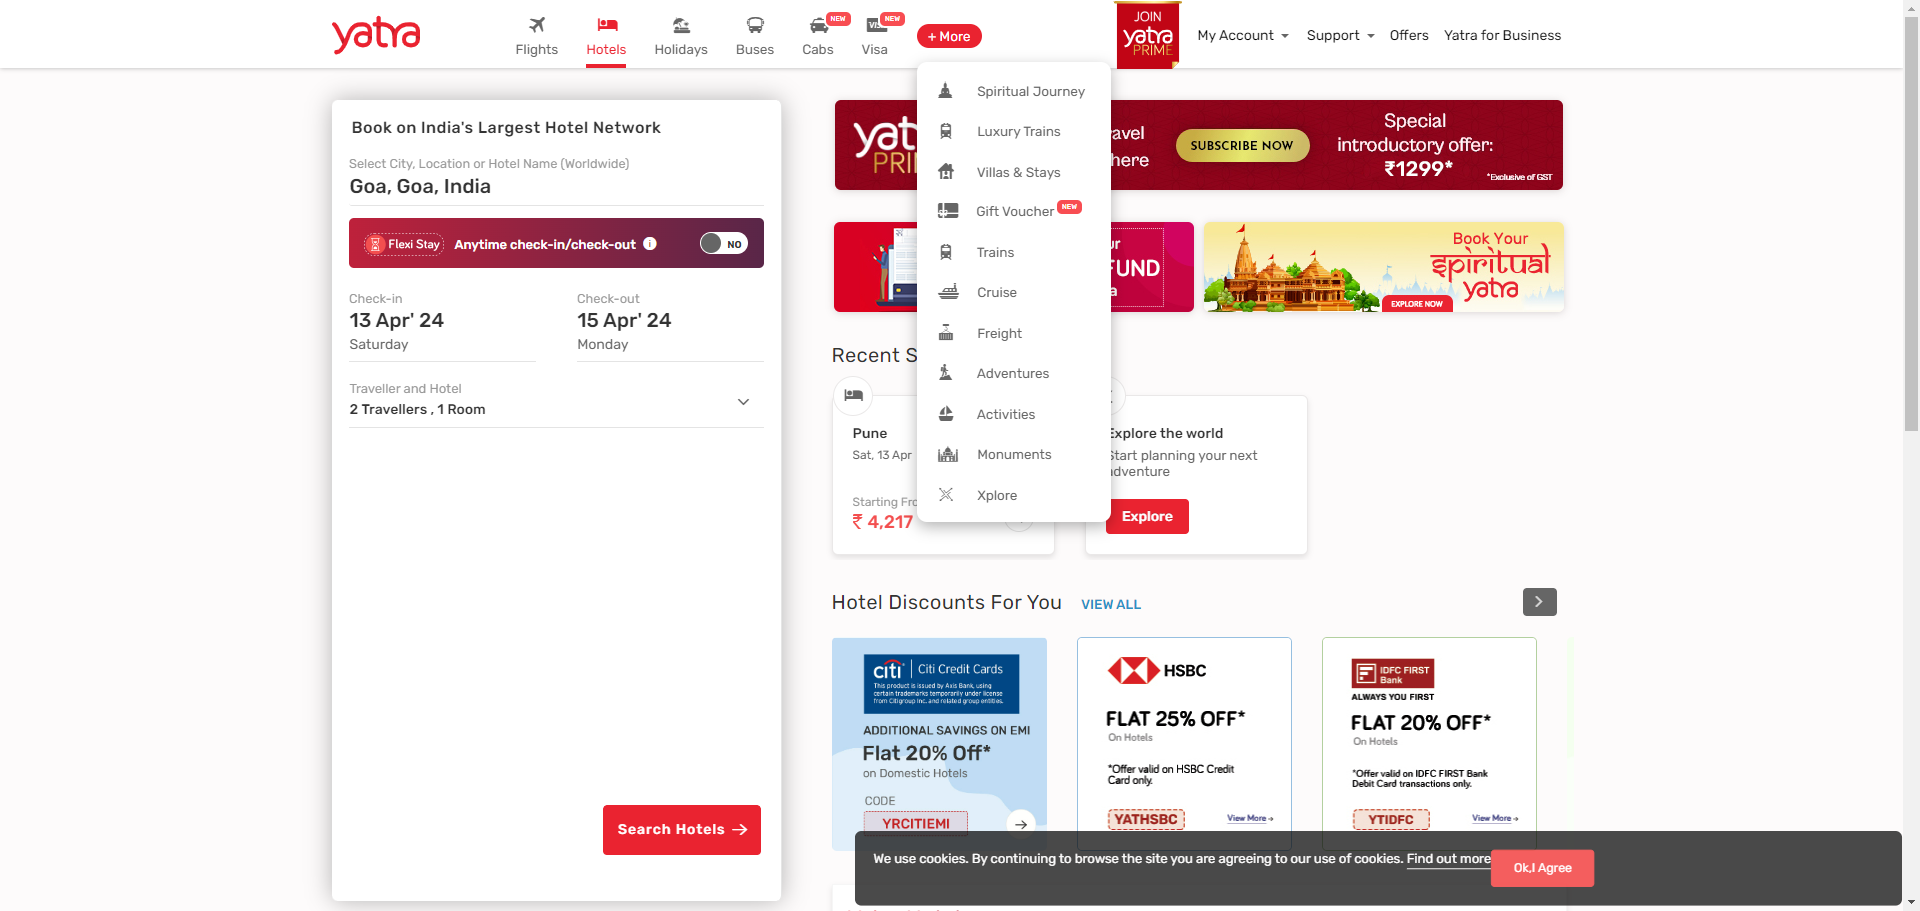 yatra
Flights
Hotels
Holidays
Buses
NEW
Cabs
NEW
Visa
+ More
JOIN
yatra
PRIME
My Account
Support
Offers
Yatra for Business
Spiritual Journey
Luxury Trains
Villas & Stays
Gift Voucher NEW
Trains
Cruise
Freight
Adventures
Activities
Monuments
Xplore
Book on India's Largest Hotel Network
Select City, Location or Hotel Name (Worldwide)
Goa, Goa, India
Flexi Stay
Anytime check-in/check-out
NO
Check-in
13 Apr' 24
Saturday
Check-out
15 Apr' 24
Monday
Traveller and Hotel
2 Travellers , 1 Room
Search Hotels
SUBSCRIBE NOW
Special
introductory offer:
₹1299*
*Exclusive of GST
FUND
Book Your
spiritual
yatra
EXPLORE NOW
Recent S
Pune
Sat, 13 Apr
Starting Fro
₹ 4,217
Explore the world
Start planning your next
adventure
Explore
Hotel Discounts For You
VIEW ALL
citi
Citi Credit Cards
This product is issued by Axis Bank, using
certain trademarks temporarily under license
from Citigroup Inc. and related group entities.
ADDITIONAL SAVINGS ON EMI
Flat 20% Off*
on Domestic Hotels
CODE
YRCITIEMI
HSBC
FLAT 25% OFF*
On Hotels
*Offer valid on HSBC Credit
Card only.
YATHSBC
View More
IDFC FIRST
Bank
ALWAYS YOU FIRST
FLAT 20% OFF*
On Hotels
*Offer valid on IDFC FIRST Bank
Debit Card transactions only.
YTIDFC
View More
We use cookies. By continuing to browse the site you are agreeing to our use of cookies. Find out more
Ok,I Agree